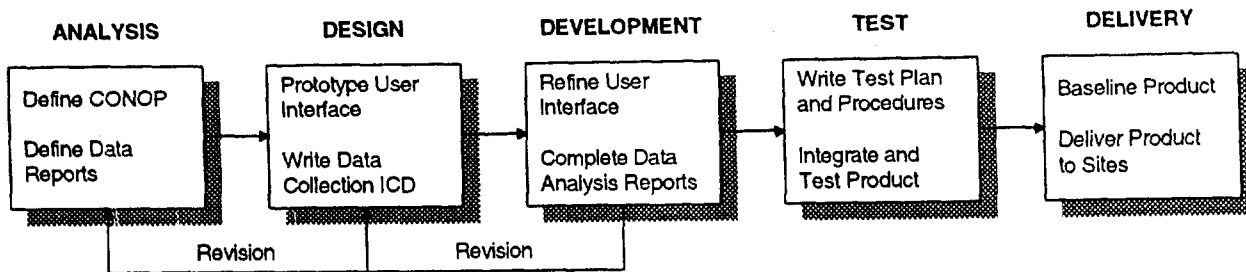 ANALYSIS
Define CONOP
Define Data
Reports
DESIGN
Prototype User
Interface
Write Data
Collection ICD
DEVELOPMENT
Refine User
Interface
Complete Data
Analysis Reports
TEST
Write Test Plan
and Procedures
Integrate and
Test Product
DELIVERY
Baseline Product
Deliver Product
to Sites
Revision
Revision